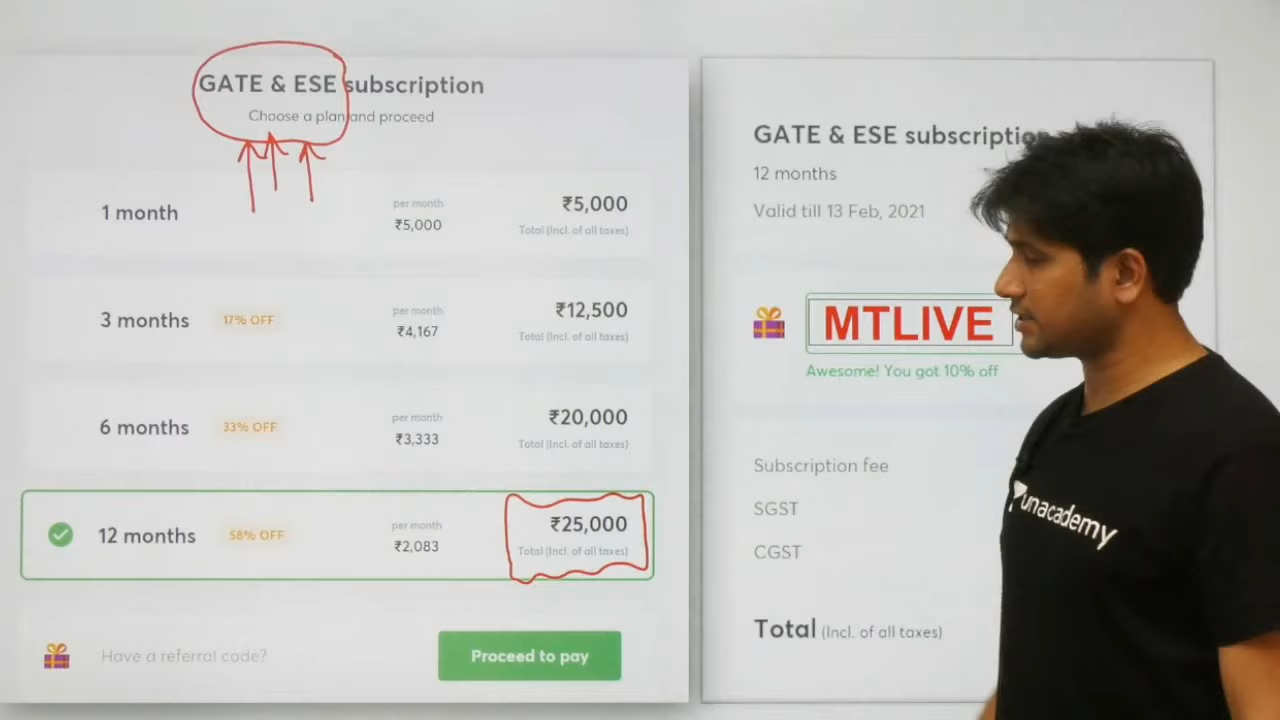 GATE & ESE subscription
Choose a plan and proceed
1 month
per month
₹5,000
₹5,000
Total (Incl. of all taxes)
3 months
17% OFF
per month
₹4,167
₹12,500
Total (Incl. of all taxes)
6 months
33% OFF
per month
₹3,333
₹20,000
Total (Incl. of all taxes)
12 months
58% OFF
per month
₹2,083
₹25,000
Total (Incl. of all taxes)
Have a referral code?
Proceed to pay
GATE & ESE subscription
12 months
Valid till 13 Feb, 2021
MTLIVE
Awesome! You got 10% off
Subscription fee
SGST
CGST
Total (Incl. of all taxes)
unacademy